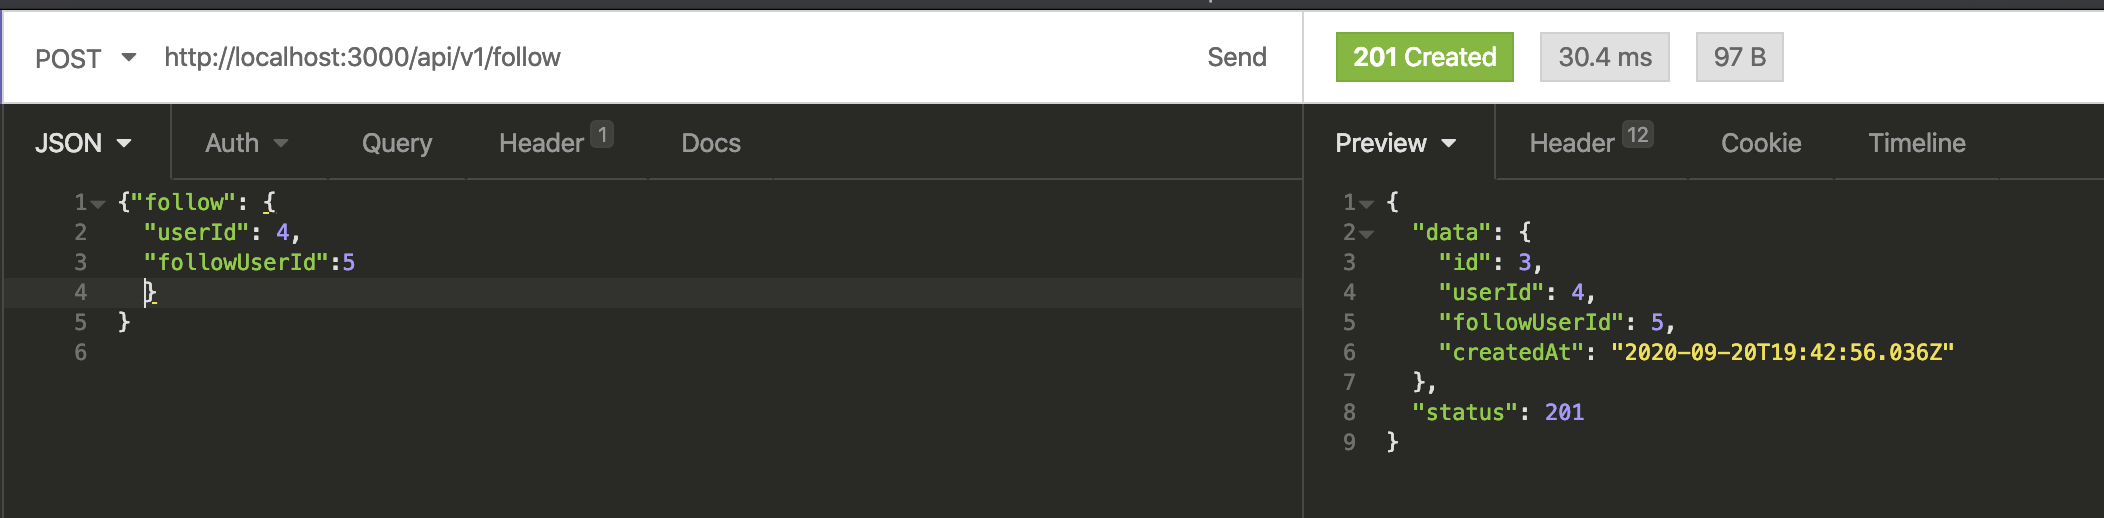 POST http://localhost:3000/api/v1/follow Send 201 Created 30.4 ms 97 B
JSON Auth Query Header 1 Docs
1 {"follow": {
2 "userId": 4,
3 "followUserId":5
4 }
5 }
6
Preview Header 12 Cookie Timeline
1 {
2 "data": {
3 "id": 3,
4 "userId": 4,
5 "followUserId": 5,
6 "createdAt": "2020-09-20T19:42:56.036Z"
7 },
8 "status": 201
9 }